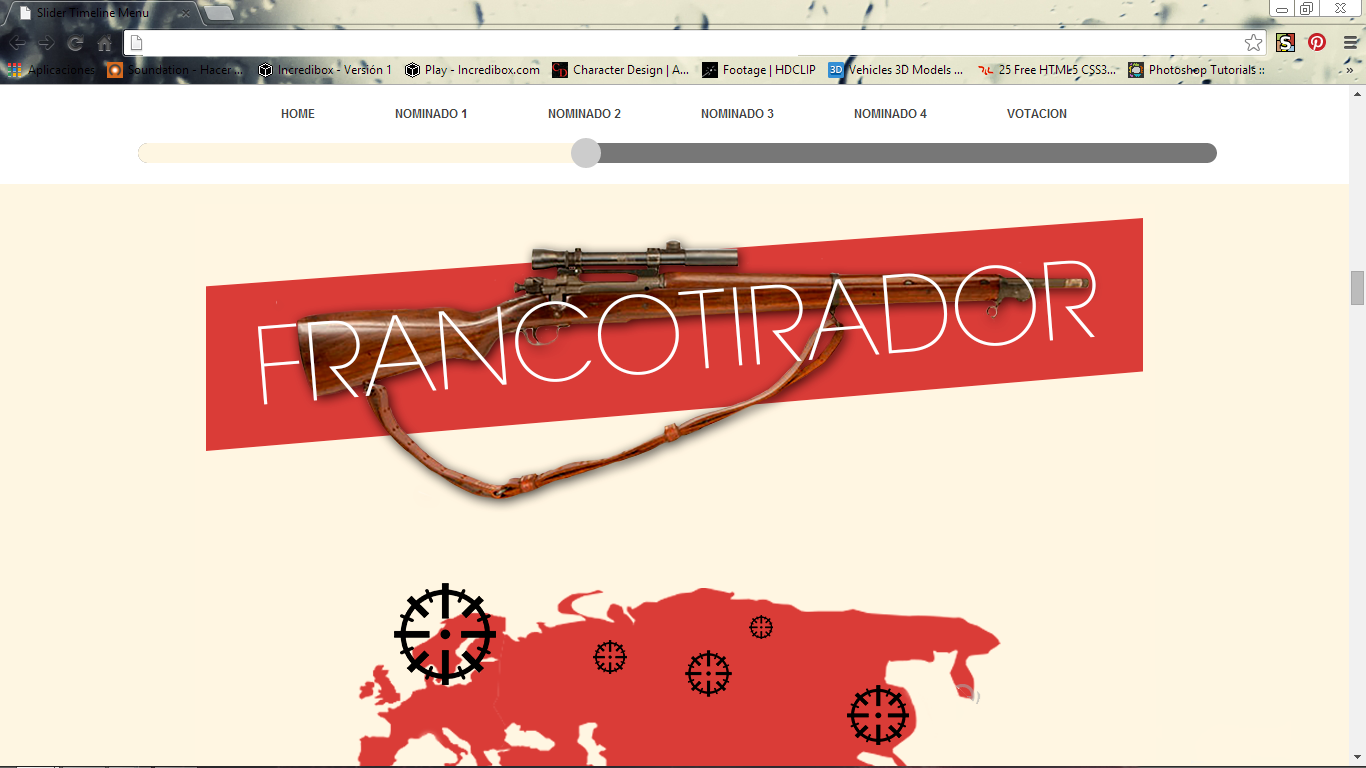 Slider Timeline Menu
Aplicaciones Soundation - Hacer ... Incredibox - Versión 1 Play - Incredibox.com Character Design | A... Footage | HDCLIP Vehicles 3D Models ... 25 Free HTML5 CSS3... Photoshop Tutorials ::
HOME NOMINADO 1 NOMINADO 2 NOMINADO 3 NOMINADO 4 VOTACION
FRANCOTIRADOR